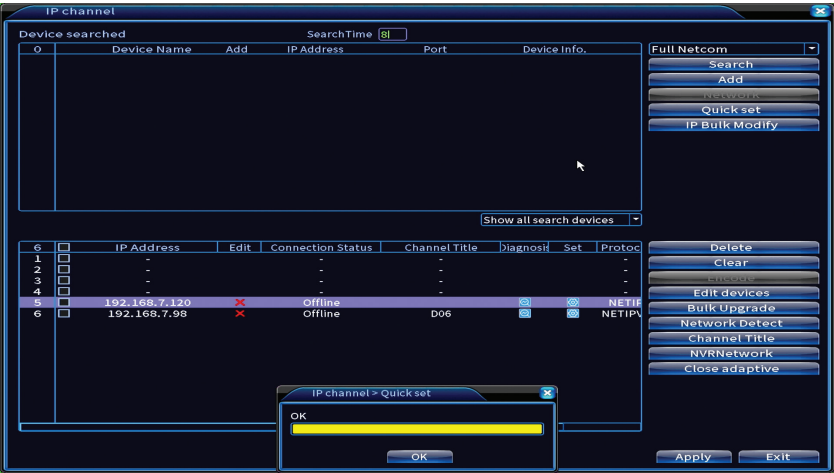 IP channel
Device searched SearchTime 8
0 Device Name Add IP Address Port Device Info.
Full Netcom
Search
Add
Network
Quick set
IP Bulk Modify
Show all search devices
6 IP Address Edit Connection Status Channel Title Diagnosis Set Protoc
1 - - - -
2 - - - -
3 - - - -
4 - - - -
5 192.168.7.120 Offline NETIP
6 192.168.7.98 Offline D06 NETIPV
Delete
Clear
Encode
Edit devices
Bulk Upgrade
Network Detect
Channel Title
NVRNetwork
Close adaptive
IP channel > Quick set
OK
OK
Apply Exit